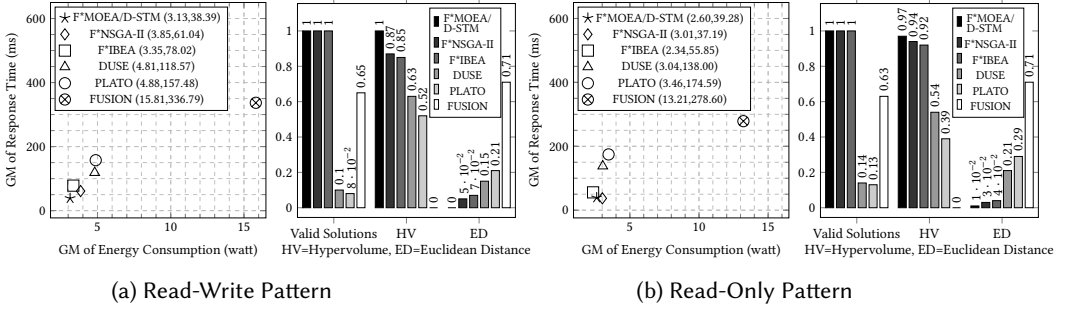 F*MOEA/D-STM (3.13,38.39)
F*NSGA-II (3.85,61.04)
F*IBEA (3.35,78.02)
DUSE (4.81,118.57)
PLATO (4.88,157.48)
FUSION (15.81,336.79)
GM of Response Time (ms)
600
400
200
0
5
10
15
GM of Energy Consumption (watt)
1
0.8
0.6
0.4
0.2
0
1
1
1
0.1
8 · 10⁻²
0.65
1
0.87
0.85
0.63
0.52
0
0
5 · 10⁻²
7 · 10⁻²
0.15
0.21
0.71
F*MOEA/
D-STM
F*NSGA-II
F*IBEA
DUSE
PLATO
FUSION
Valid Solutions
HV
ED
HV=Hypervolume, ED=Euclidean Distance
(a) Read-Write Pattern
F*MOEA/D-STM (2.60,39.28)
F*NSGA-II (3.01,37.19)
F*IBEA (2.34,55.85)
DUSE (3.04,138.00)
PLATO (3.46,174.59)
FUSION (13.21,278.60)
GM of Response Time (ms)
600
400
200
0
5
10
15
GM of Energy Consumption (watt)
1
0.8
0.6
0.4
0.2
0
1
1
1
0.14
0.13
0.63
0.97
0.94
0.92
0.54
0.39
0
1 · 10⁻²
3 · 10⁻²
4 · 10⁻²
0.21
0.29
0.71
F*MOEA/
D-STM
F*NSGA-II
F*IBEA
DUSE
PLATO
FUSION
Valid Solutions
HV
ED
HV=Hypervolume, ED=Euclidean Distance
(b) Read-Only Pattern